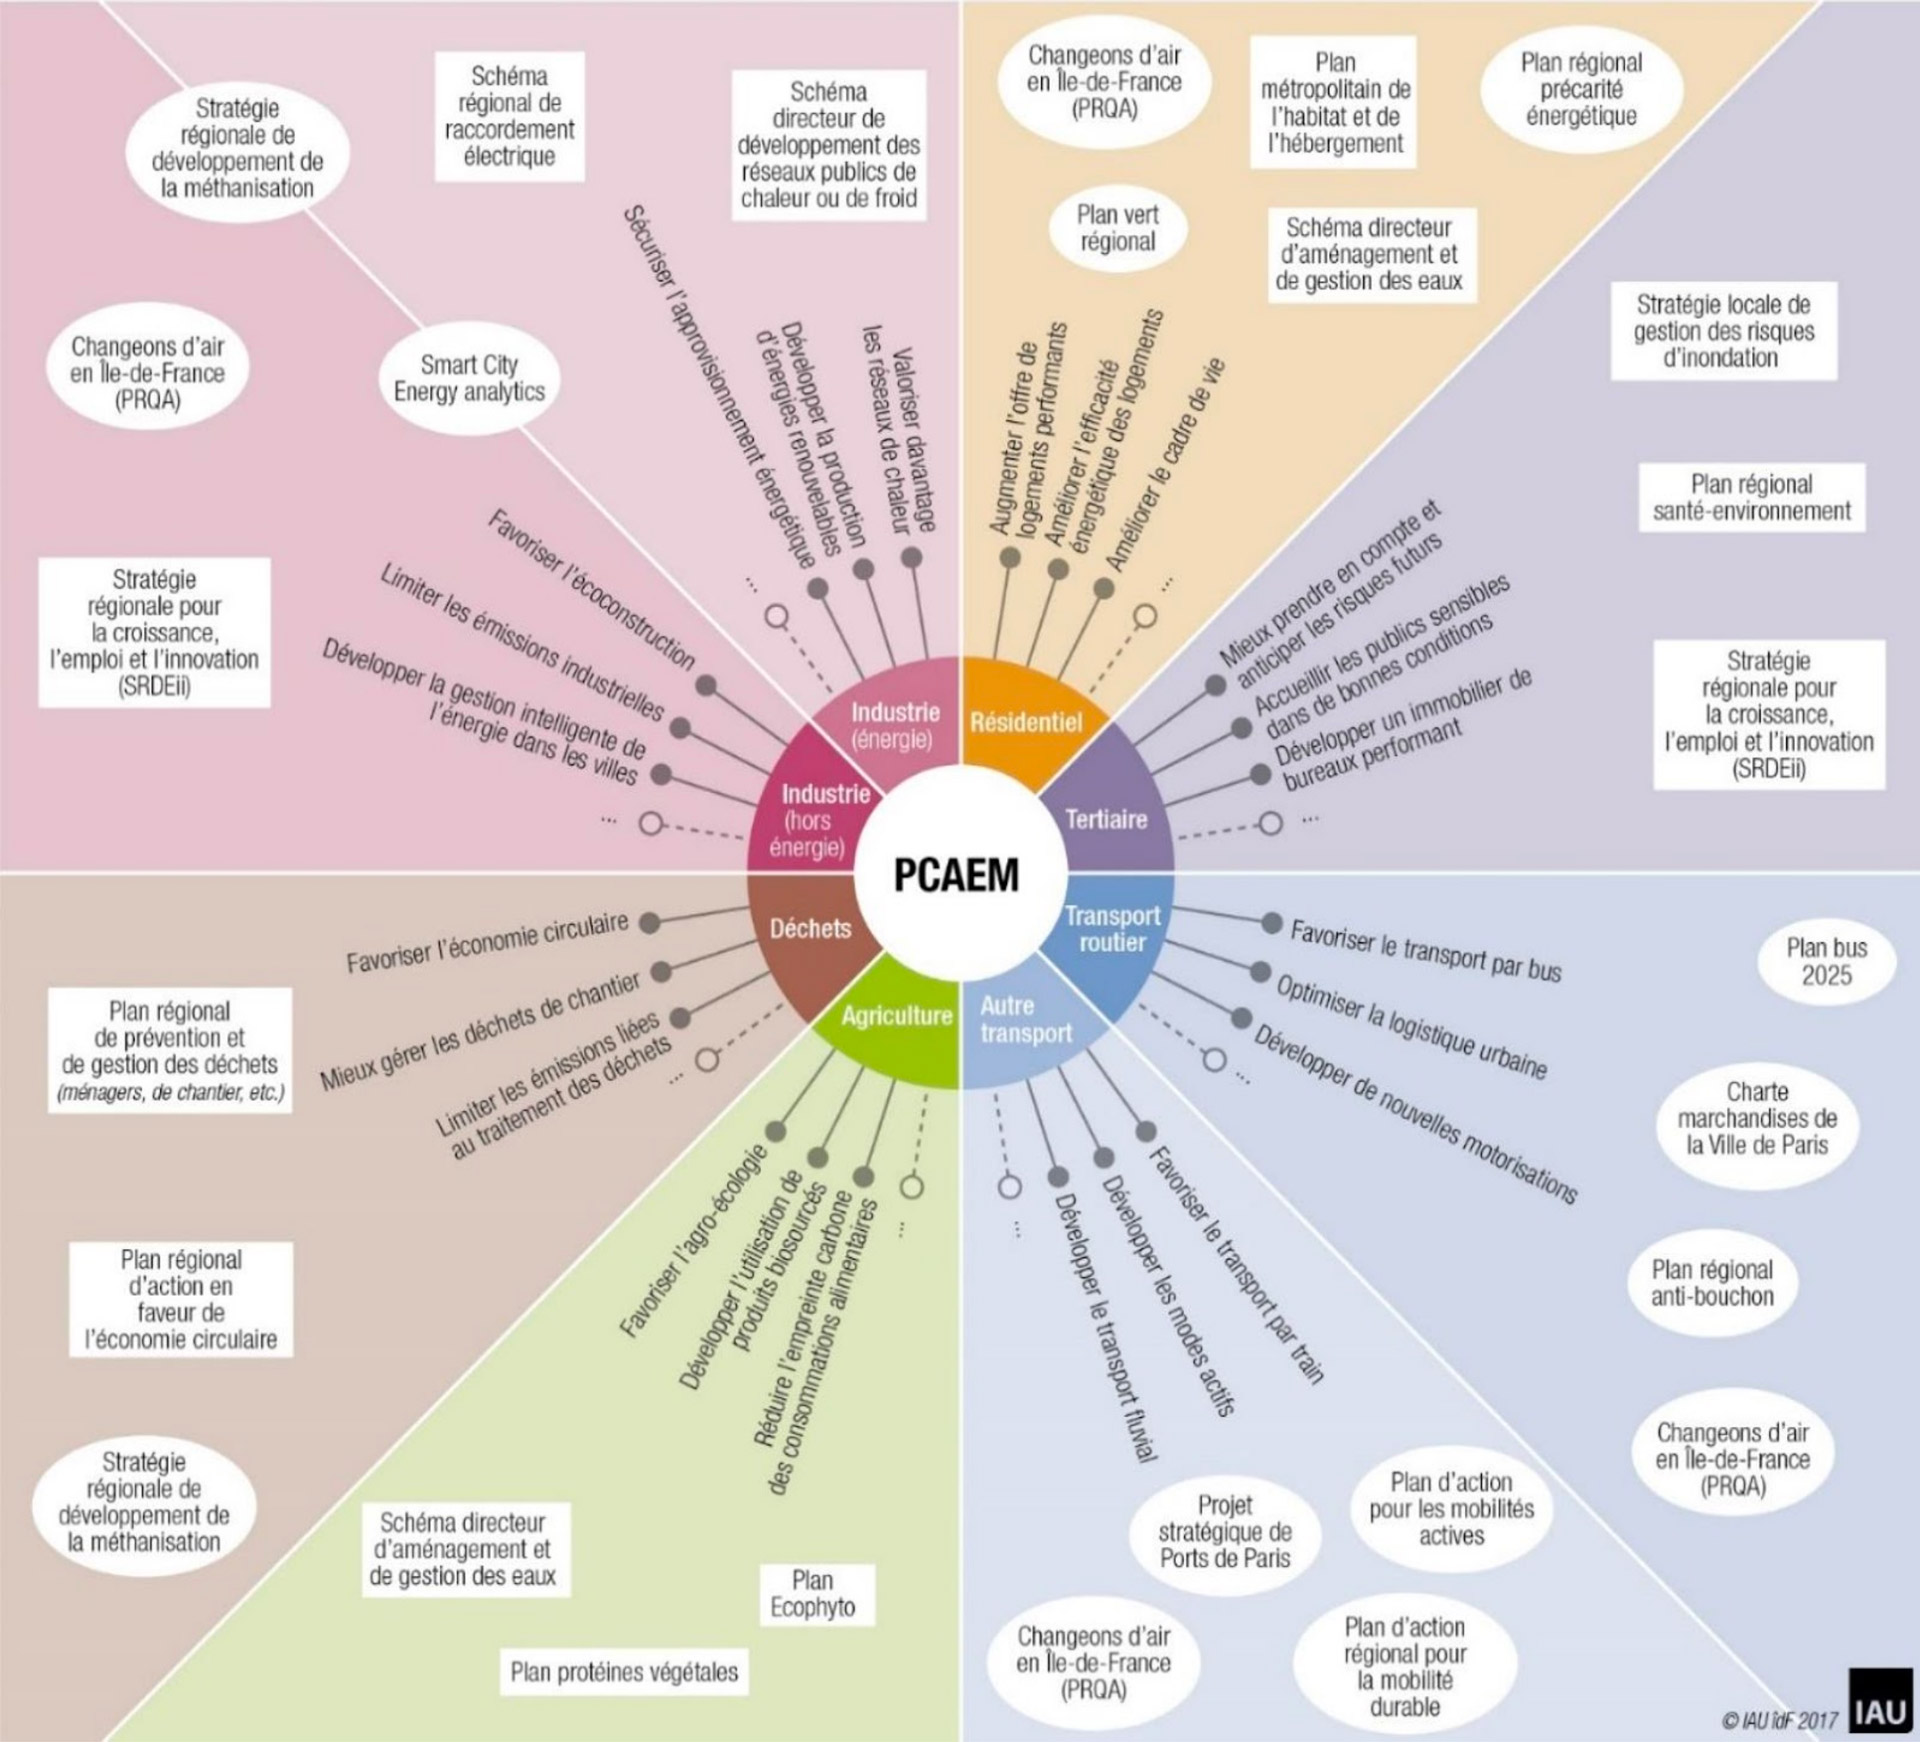 Stratégie
régionale de
développement de
la méthanisation
Schéma
régional de
raccordement
électrique
Schéma
directeur de
développement des
réseaux publics de
chaleur ou de froid
Sécuriser l'approvisionnement énergétique
Développer la production
d'énergies renouvelables
Valoriser davantage
les réseaux de chaleur
...
Changeons d'air
en Île-de-France
(PRQA)
Smart City
Energy analytics
Stratégie
régionale pour
la croissance,
l'emploi et l'innovation
(SRDEii)
Favoriser l'écoconstruction
Limiter les émissions industrielles
Développer la gestion intelligente de
l'énergie dans les villes
...
Changeons d'air
en Île-de-France
(PRQA)
Plan
métropolitain de
l'habitat et de
l'hébergement
Plan régional
précarité
énergétique
Plan vert
régional
Schéma directeur
d'aménagement et
de gestion des eaux
Augmenter l'offre de
logements performants
Améliorer l'efficacité
énergétique des logements
Améliorer le cadre de vie
...
Stratégie locale de
gestion des risques
d'inondation
Plan régional
santé-environnement
Stratégie
régionale pour
la croissance,
l'emploi et l'innovation
(SRDEii)
Mieux prendre en compte et
anticiper les risques futurs
Accueillir les publics sensibles
dans de bonnes conditions
Développer un immobilier de
bureaux performant
...
Industrie
(énergie)
Résidentiel
Industrie
(hors
énergie)
Tertiaire
PCAEM
Déchets
Transport
routier
Agriculture
Autre
transport
Favoriser l'économie circulaire
Mieux gérer les déchets de chantier
Limiter les émissions liées
au traitement des déchets
...
Plan régional
de prévention et
de gestion des déchets
(ménagers, de chantier, etc.)
Plan régional
d'action en
faveur de
l'économie circulaire
Stratégie
régionale de
développement de
la méthanisation
Favoriser l'agro-écologie
Développer l'utilisation de
produits biosourcés
Réduire l'empreinte carbone
des consommations alimentaires
...
Schéma directeur
d'aménagement et
de gestion des eaux
Plan
Ecophyto
Plan protéines végétales
Favoriser le transport par bus
Optimiser la logistique urbaine
Développer de nouvelles motorisations
...
Plan bus
2025
Charte
marchandises de
la Ville de Paris
Plan régional
anti-bouchon
Changeons d'air
en Île-de-France
(PRQA)
...
Développer le transport fluvial
Développer les modes actifs
Favoriser le transport par train
Projet
stratégique de
Ports de Paris
Plan d'action
pour les mobilités
actives
Changeons d'air
en Île-de-France
(PRQA)
Plan d'action
régional pour
la mobilité
durable
© IAU îdF 2017
IAU